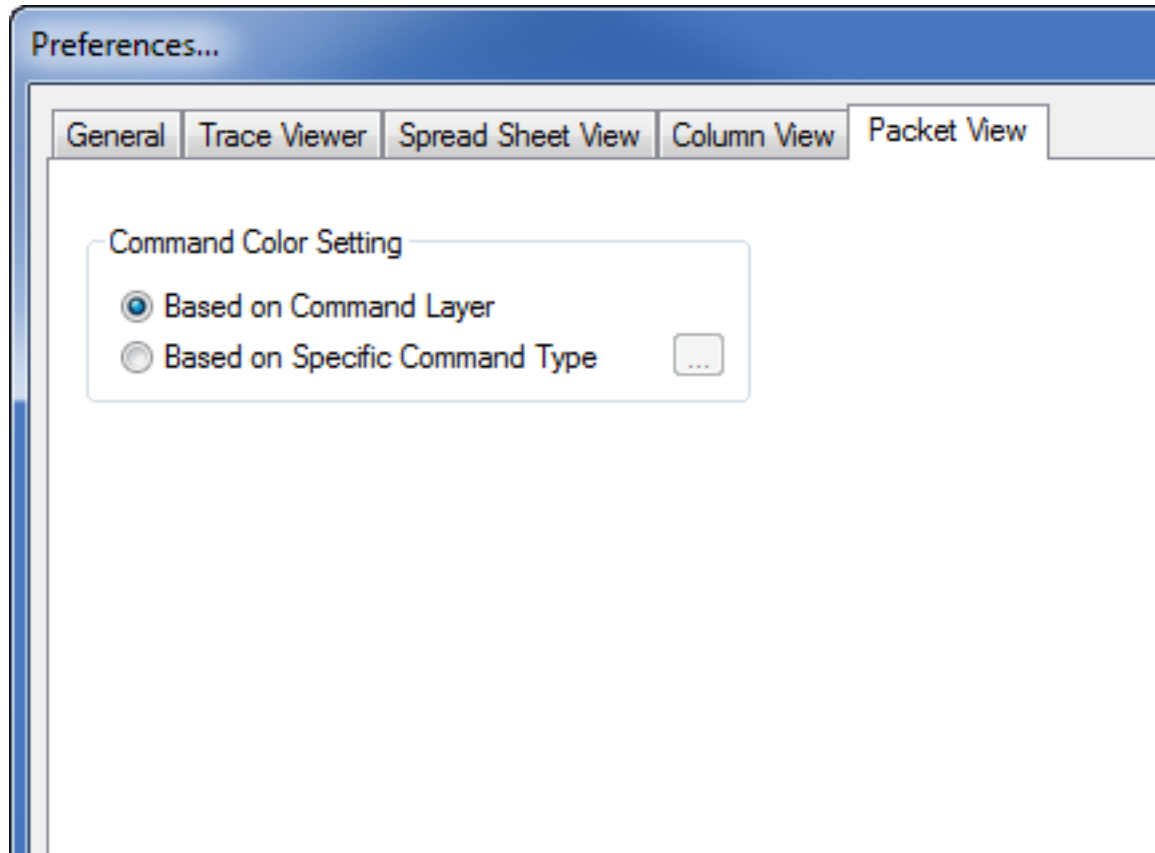 Preferences...
General Trace Viewer Spread Sheet View Column View Packet View
Command Color Setting
Based on Command Layer
Based on Specific Command Type ...